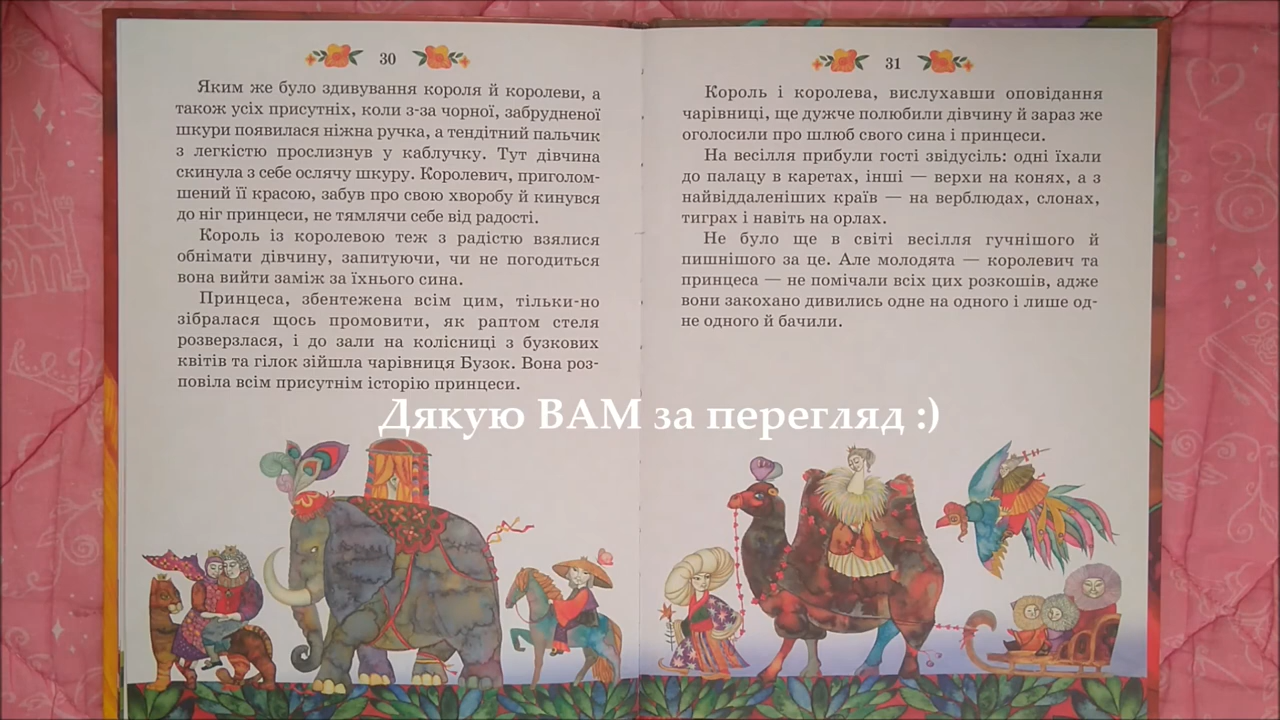 30
Яким же було здивування короля й королеви, а
також усіх присутніх, коли з-за чорної, забрудненої
шкури появилася ніжна ручка, а тендітний пальчик
з легкістю прослизнув у каблучку. Тут дівчина
скинула з себе ослячу шкуру. Королевич, приголом-
шений її красою, забув про свою хворобу й кинувся
до ніг принцеси, не тямлячи себе від радості.
Король із королевою теж з радістю взялися
обнімати дівчину, запитуючи, чи не погодиться
вона вийти заміж за їхнього сина.
Принцеса, збентежена всім цим, тільки-но
зібралася щось промовити, як раптом стеля
розверзлася, і до зали на колісниці з бузкових
квітів та гілок зійшла чарівниця Бузок. Вона роз-
повіла всім присутнім історію принцеси.
31
Король і королева, вислухавши оповідання
чарівниці, ще дужче полюбили дівчину й зараз же
оголосили про шлюб свого сина і принцеси.
На весілля прибули гості звідусіль: одні їхали
до палацу в каретах, інші — верхи на конях, а з
найвіддаленіших країв — на верблюдах, слонах,
тиграх і навіть на орлах.
Не було ще в світі весілля гучнішого й
пишнішого за це. Але молодята — королевич та
принцеса — не помічали всіх цих розкошів, адже
вони закохано дивились одне на одного і лише од-
не одного й бачили.
Дякую ВАМ за перегляд :)